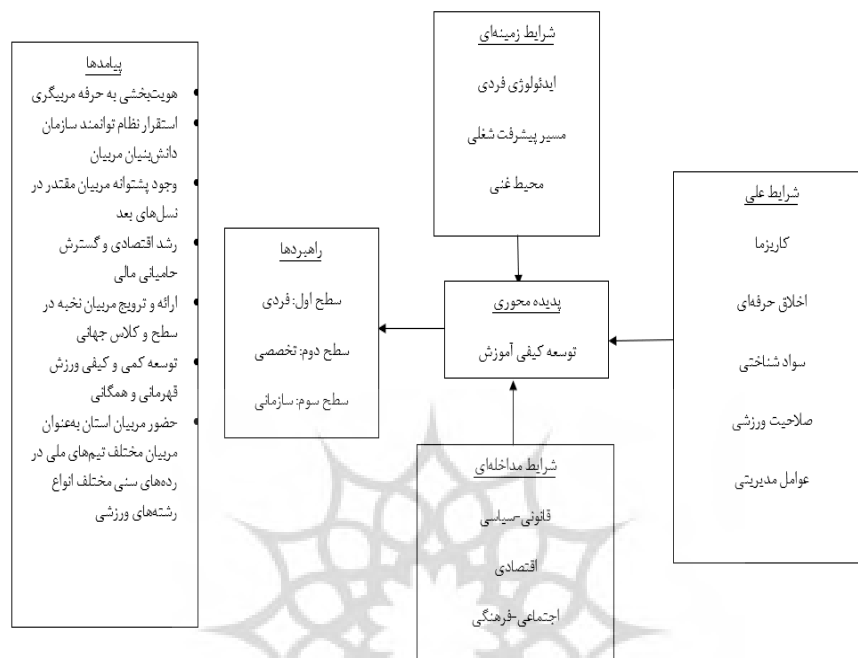 شرایط زمینه‌ای
ایدئولوژی فردی
مسیر پیشرفت شغلی
محیط غنی
شرایط علی
کاریزما
اخلاق حرفه‌ای
سواد شناختی
صلاحیت ورزشی
عوامل مدیریتی
پدیده محوری
توسعه کیفی آموزش
شرایط مداخله‌ای
قانونی-سیاسی
اقتصادی
اجتماعی-فرهنگی
راهبردها
سطح اول: فردی
سطح دوم: تخصصی
سطح سوم: سازمانی
پیامدها
• هویت‌بخشی به حرفه مربیگری
• استقرار نظام توانمند سازمان
دانش‌بنیان مربیان
• وجود پشتوانه مربیان مقتدر در
نسل‌های بعد
• رشد اقتصادی و گسترش
حامیانی مالی
• ارائه و ترویج مربیان نخبه در
سطح و کلاس جهانی
• توسعه کمی و کیفی ورزش
قهرمانی و همگانی
• حضور مربیان استان به‌عنوان
مربیان مختلف تیم‌های ملی در
رده‌های سنی مختلف انواع
رشته‌های ورزشی